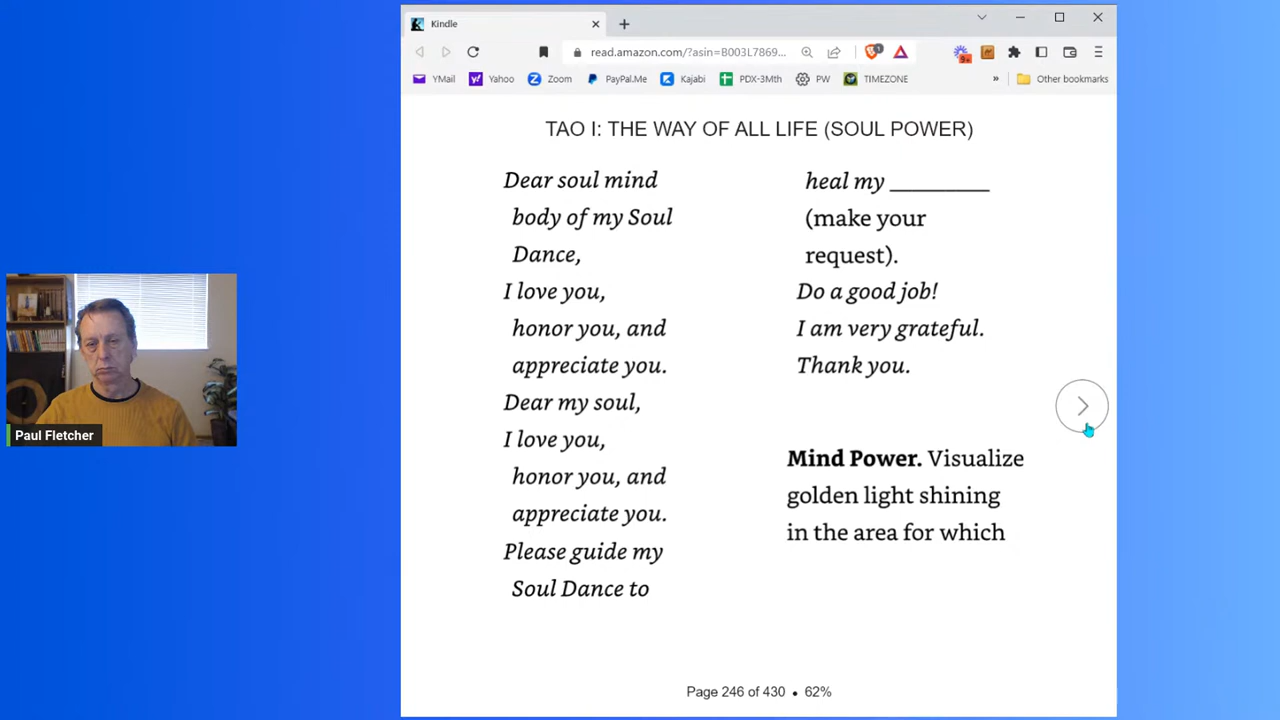 Kindle
read.amazon.com/?asin=B003L7869...
1
9+
YMail
Yahoo
Zoom
PayPal.Me
Kajabi
PDX-3Mth
PW
TIMEZONE
»
Other bookmarks
TAO I: THE WAY OF ALL LIFE (SOUL POWER)
Dear soul mind
body of my Soul
Dance,
I love you,
honor you, and
appreciate you.
Dear my soul,
I love you,
honor you, and
appreciate you.
Please guide my
Soul Dance to
heal my __________
(make your
request).
Do a good job!
I am very grateful.
Thank you.
Mind Power. Visualize
golden light shining
in the area for which
Page 246 of 430 • 62%
Paul Fletcher